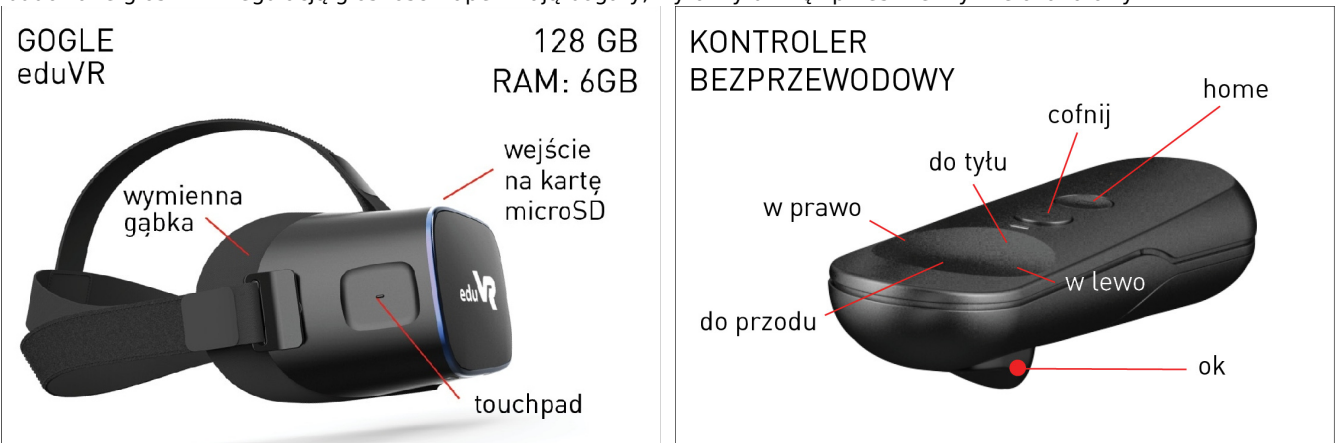 GOGLE
eduVR
128 GB
RAM: 6GB
wejście
na kartę
microSD
wymienna
gąbka
eduVR
touchpad
KONTROLER
BEZPRZEWODOWY
home
cofnij
do tyłu
w prawo
w lewo
do przodu
ok